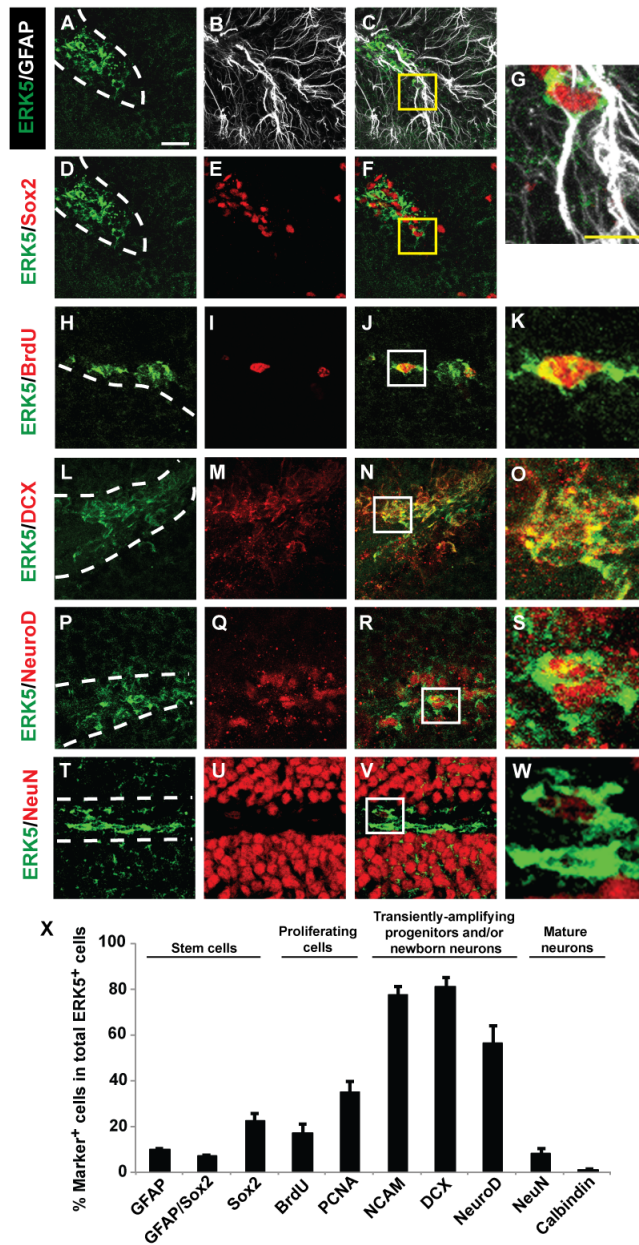 ERK5/GFAP
A
B
C
G
ERK5/Sox2
D
E
F
ERK5/BrdU
H
I
J
K
ERK5/DCX
L
M
N
O
ERK5/NeuroD
P
Q
R
S
ERK5/NeuN
T
U
V
W
X
Stem cells
Proliferating
cells
Transiently-amplifying
progenitors and/or
newborn neurons
Mature
neurons
% Marker⁺ cells in total ERK5⁺ cells
100
80
60
40
20
0
GFAP
GFAP/Sox2
Sox2
BrdU
PCNA
NCAM
DCX
NeuroD
NeuN
Calbindin